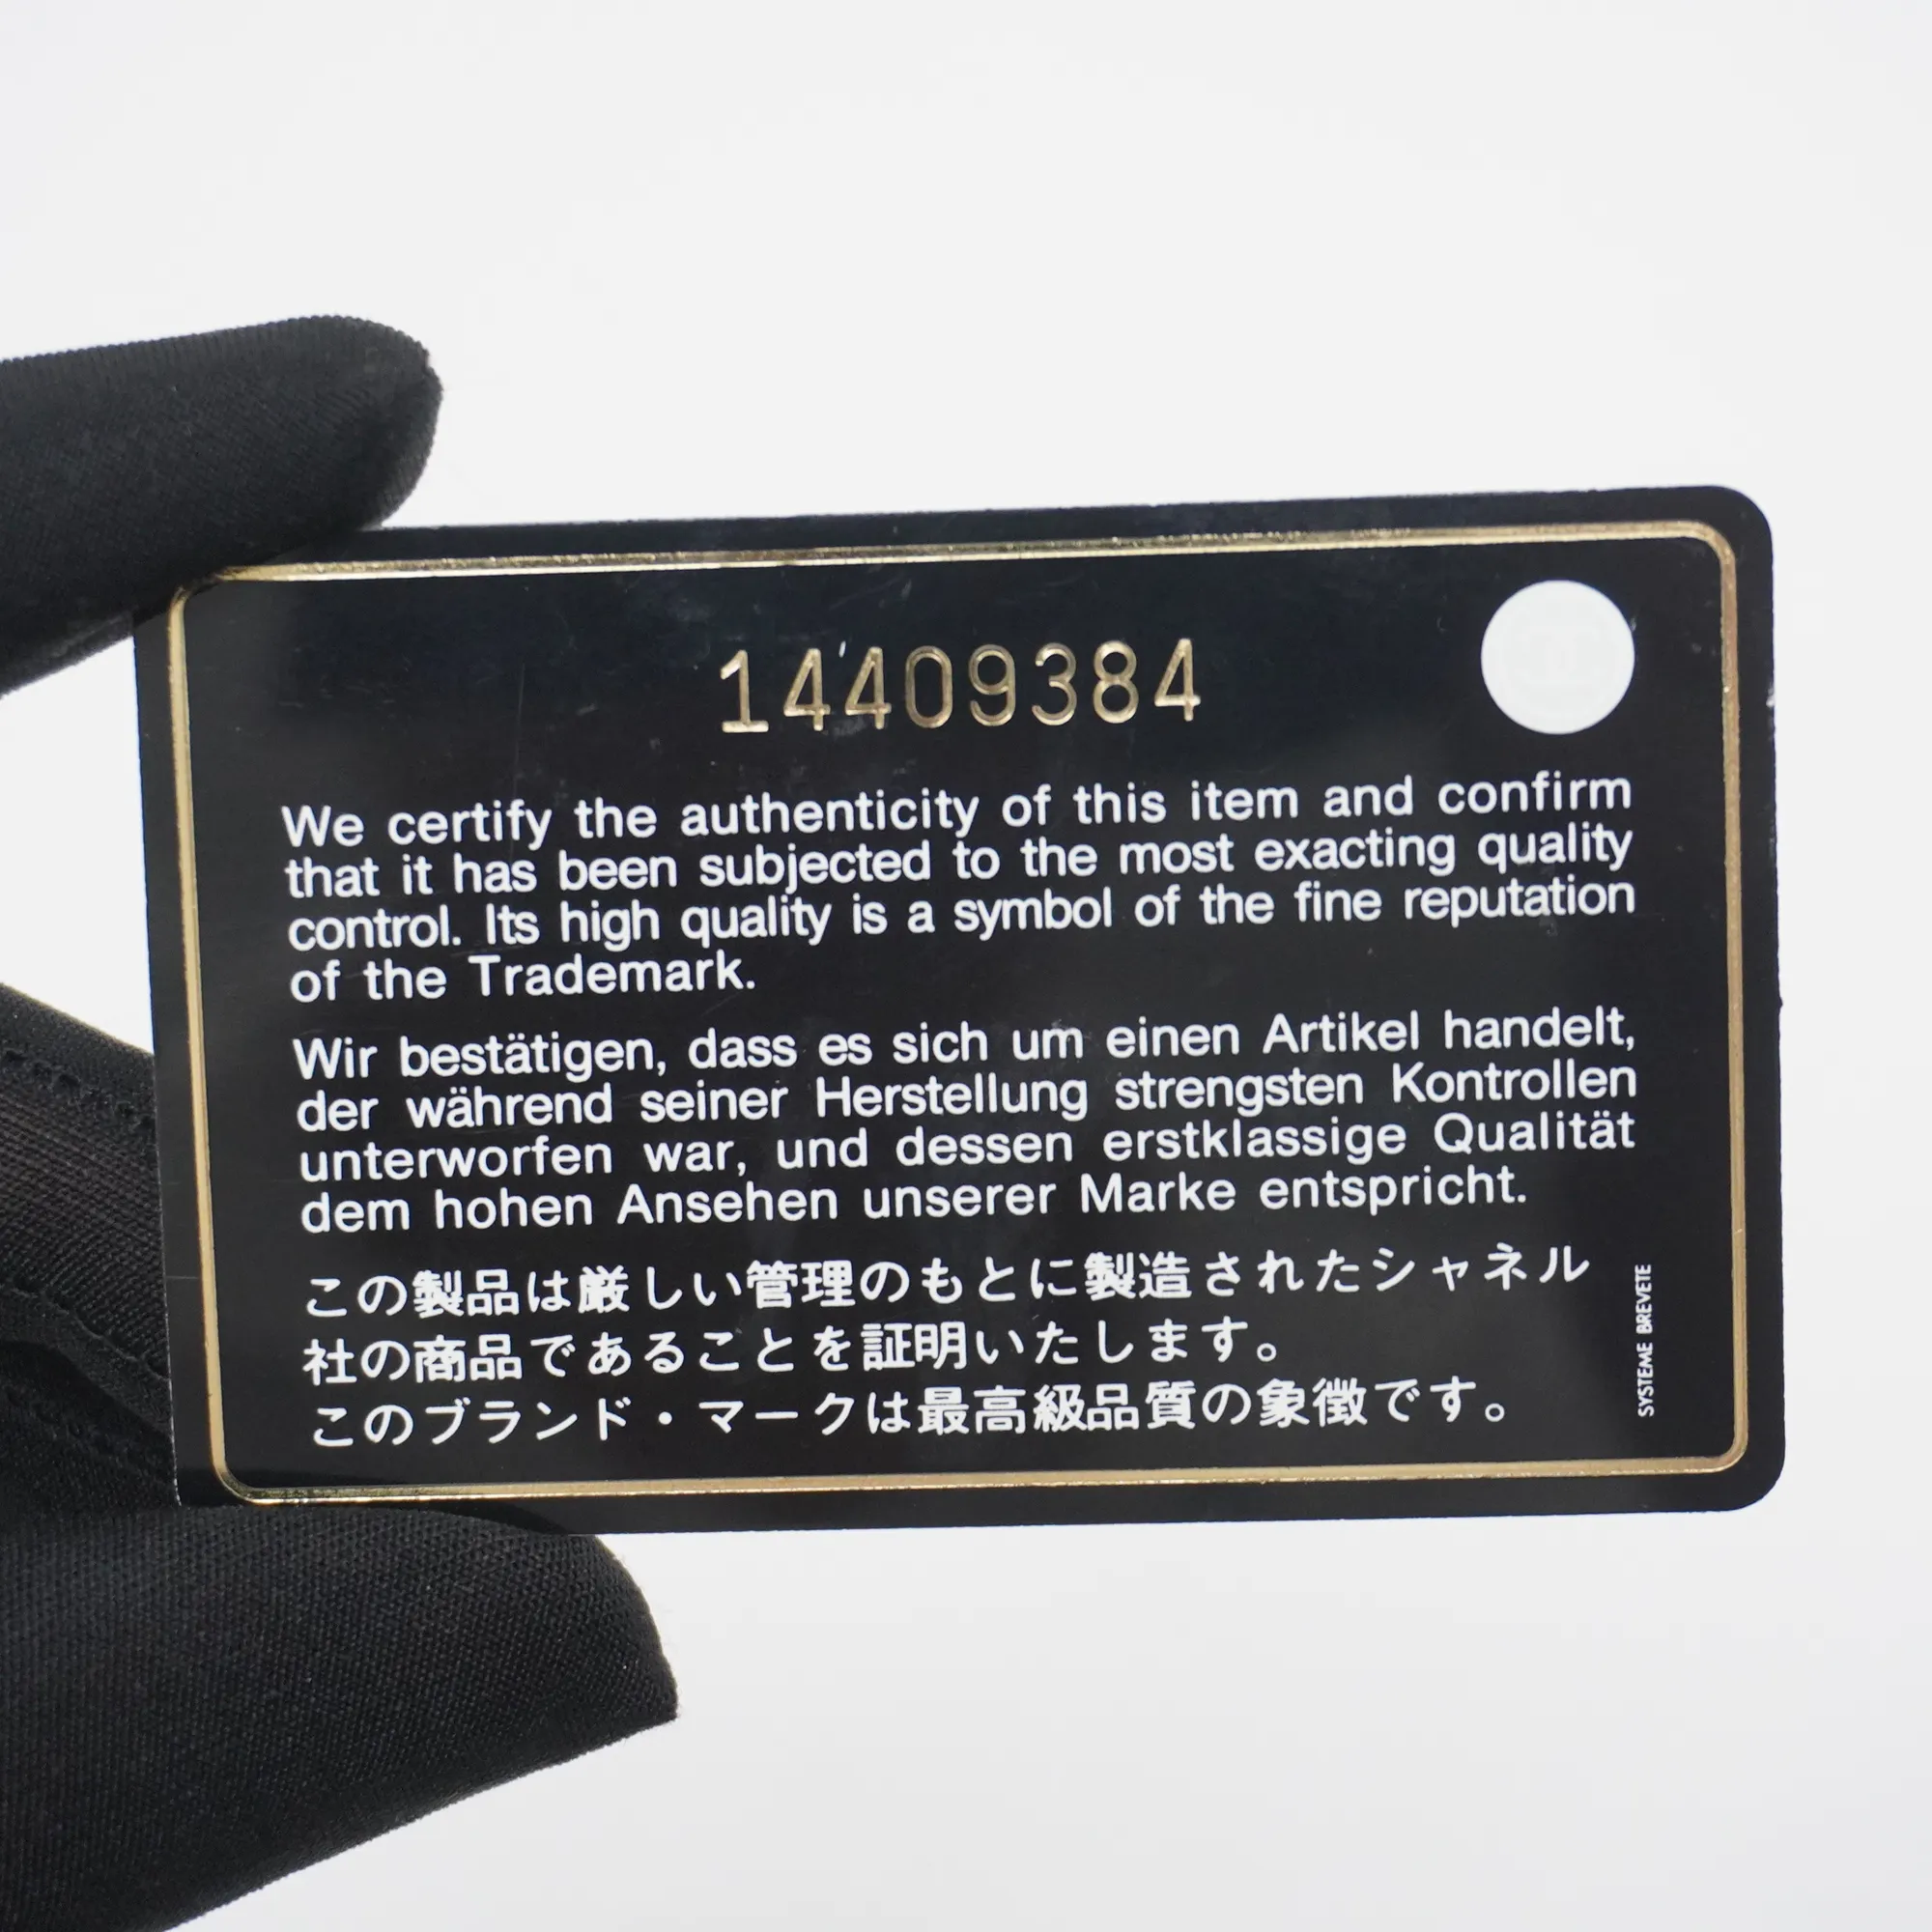 14409384
We certify the authenticity of this item and confirm
that it has been subjected to the most exacting quality
control. Its high quality is a symbol of the fine reputation
of the Trademark.
Wir bestätigen, dass es sich um einen Artikel handelt,
der während seiner Herstellung strengsten Kontrollen
unterworfen war, und dessen erstklassige Qualität
dem hohen Ansehen unserer Marke entspricht.
この製品は厳しい管理のもとに製造されたシャネル
社の商品であることを証明いたします。
このブランド・マークは最高級品質の象徴です。
SYSTEME BREVETE